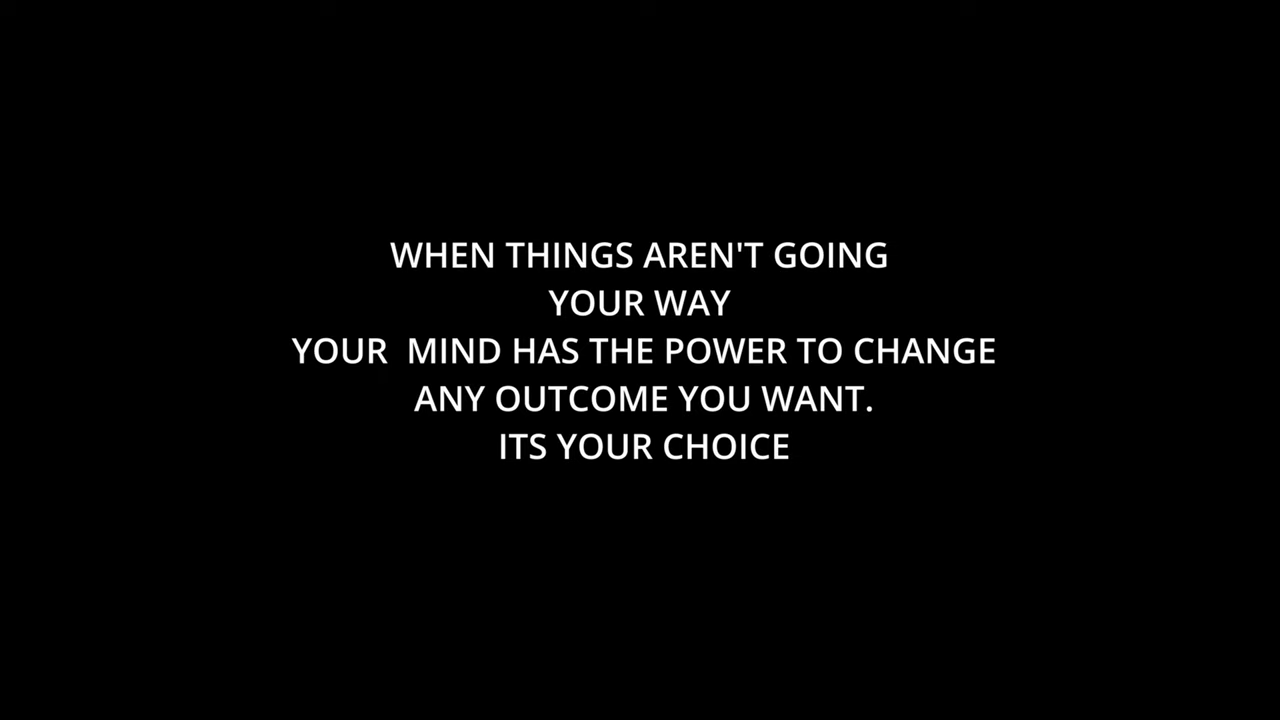 WHEN THINGS AREN'T GOING
YOUR WAY
YOUR  MIND HAS THE POWER TO CHANGE
ANY OUTCOME YOU WANT.
ITS YOUR CHOICE